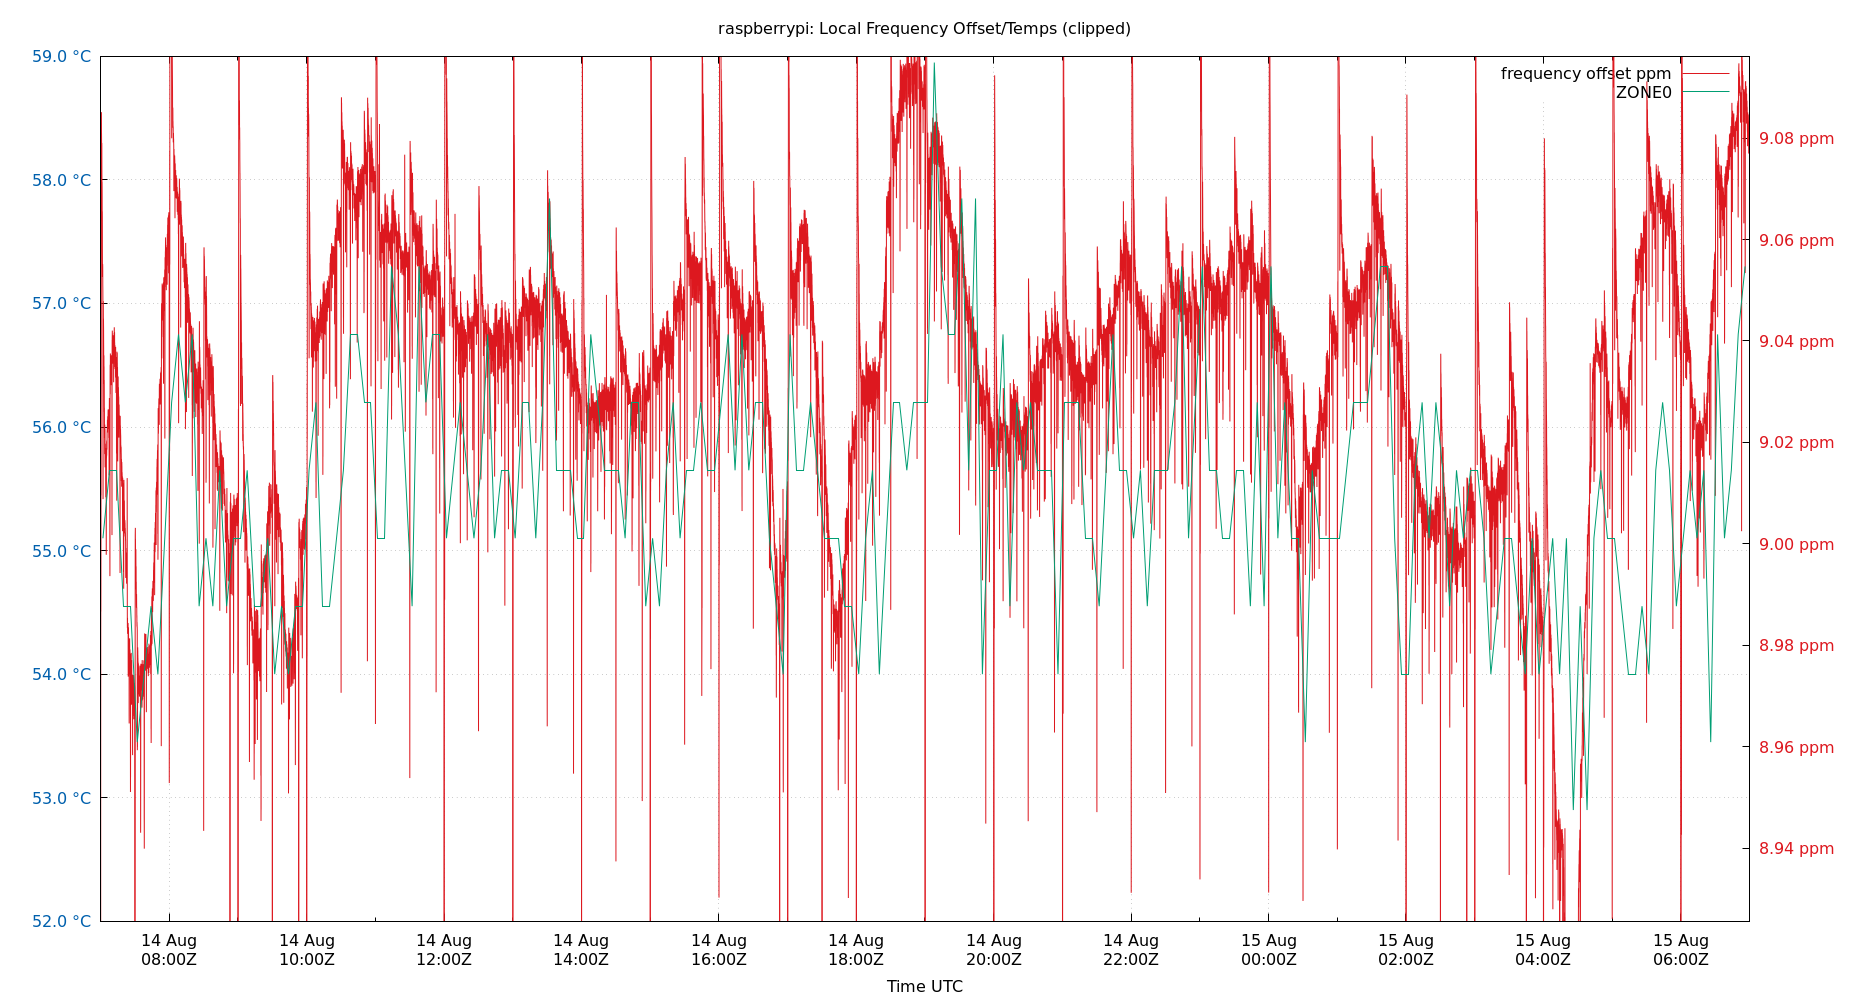 raspberrypi: Local Frequency Offset/Temps (clipped)
frequency offset ppm
ZONE0
59.0 °C
58.0 °C
57.0 °C
56.0 °C
55.0 °C
54.0 °C
53.0 °C
52.0 °C
9.08 ppm
9.06 ppm
9.04 ppm
9.02 ppm
9.00 ppm
8.98 ppm
8.96 ppm
8.94 ppm
14 Aug
08:00Z
14 Aug
10:00Z
14 Aug
12:00Z
14 Aug
14:00Z
14 Aug
16:00Z
14 Aug
18:00Z
14 Aug
20:00Z
14 Aug
22:00Z
15 Aug
00:00Z
15 Aug
02:00Z
15 Aug
04:00Z
15 Aug
06:00Z
Time UTC